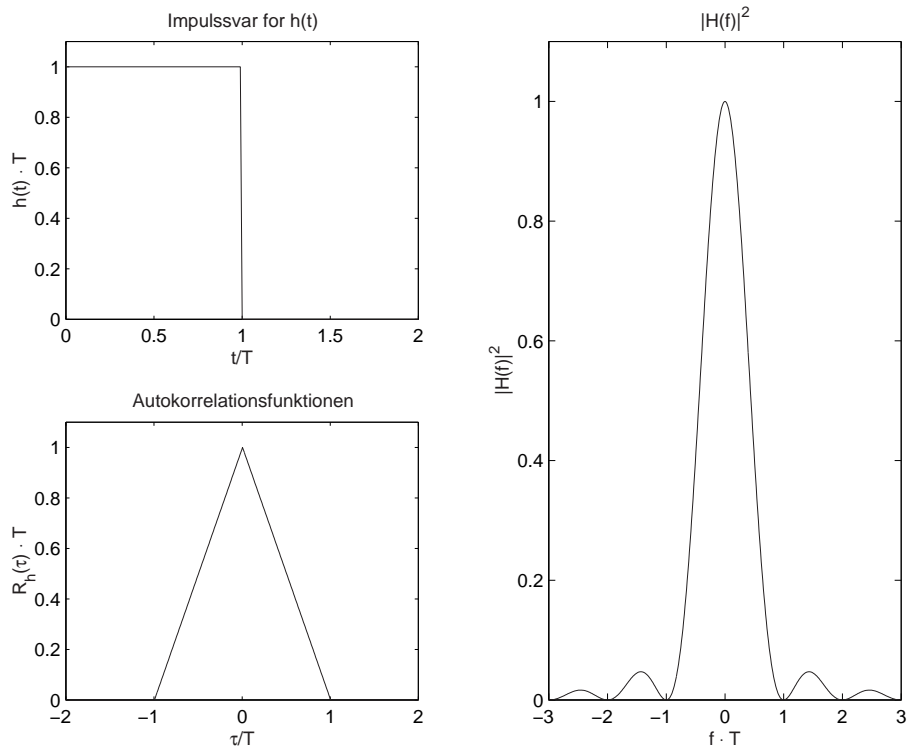 Impulssvar for h(t)
h(t) · T
1
0.8
0.6
0.4
0.2
0
0 0.5 1 1.5 2
t/T
Autokorrelationsfunktionen
R_h(τ) · T
1
0.8
0.6
0.4
0.2
0
−2 −1 0 1 2
τ/T
|H(f)|²
|H(f)|²
1
0.8
0.6
0.4
0.2
0
−3 −2 −1 0 1 2 3
f · T